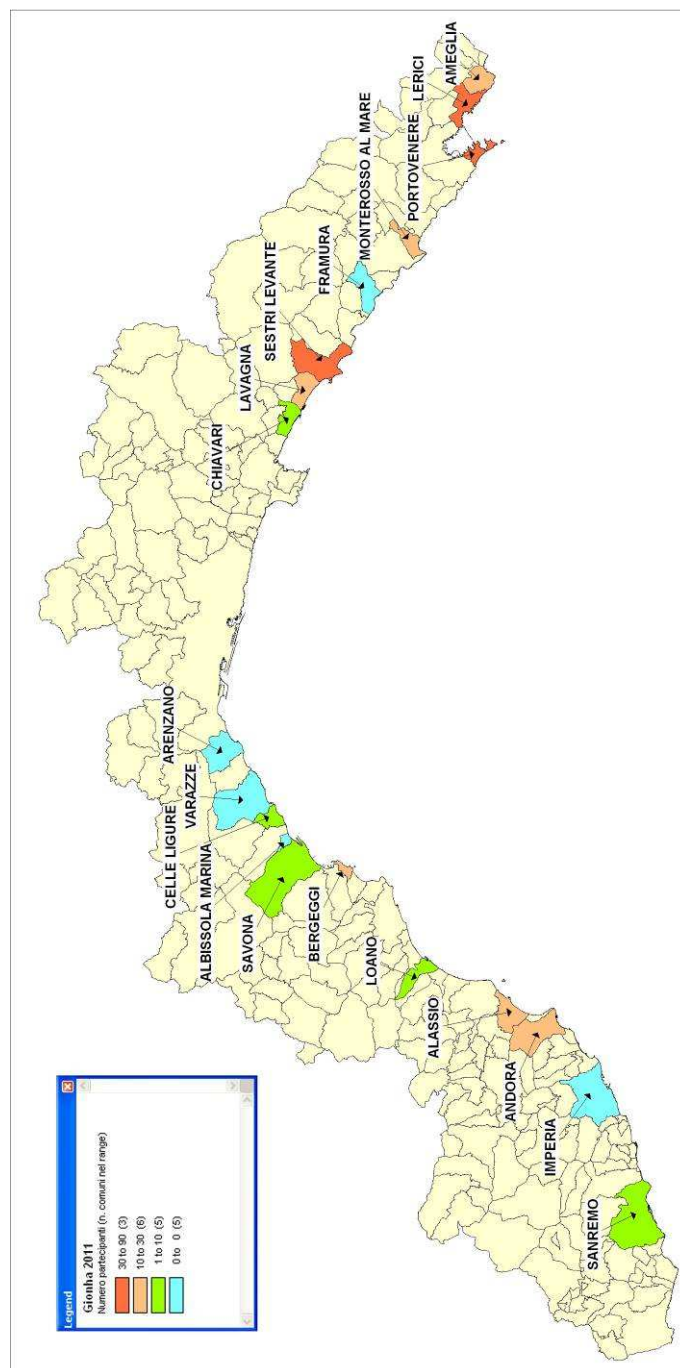 Legend
Gionha 2011
Numero partecipanti (n. comuni nel range)
30 to 90 (3)
10 to 30 (6)
1 to 10 (5)
0 to 0 (5)
SANREMO
IMPERIA
ANDORA
ALASSIO
LOANO
BERGEGGI
SAVONA
ALBISSOLA MARINA
CELLE LIGURE
VARAZZE
ARENZANO
CHIAVARI
LAVAGNA
SESTRI LEVANTE
FRAMURA
MONTEROSSO AL MARE
PORTOVENERE
LERICI
AMEGLIA